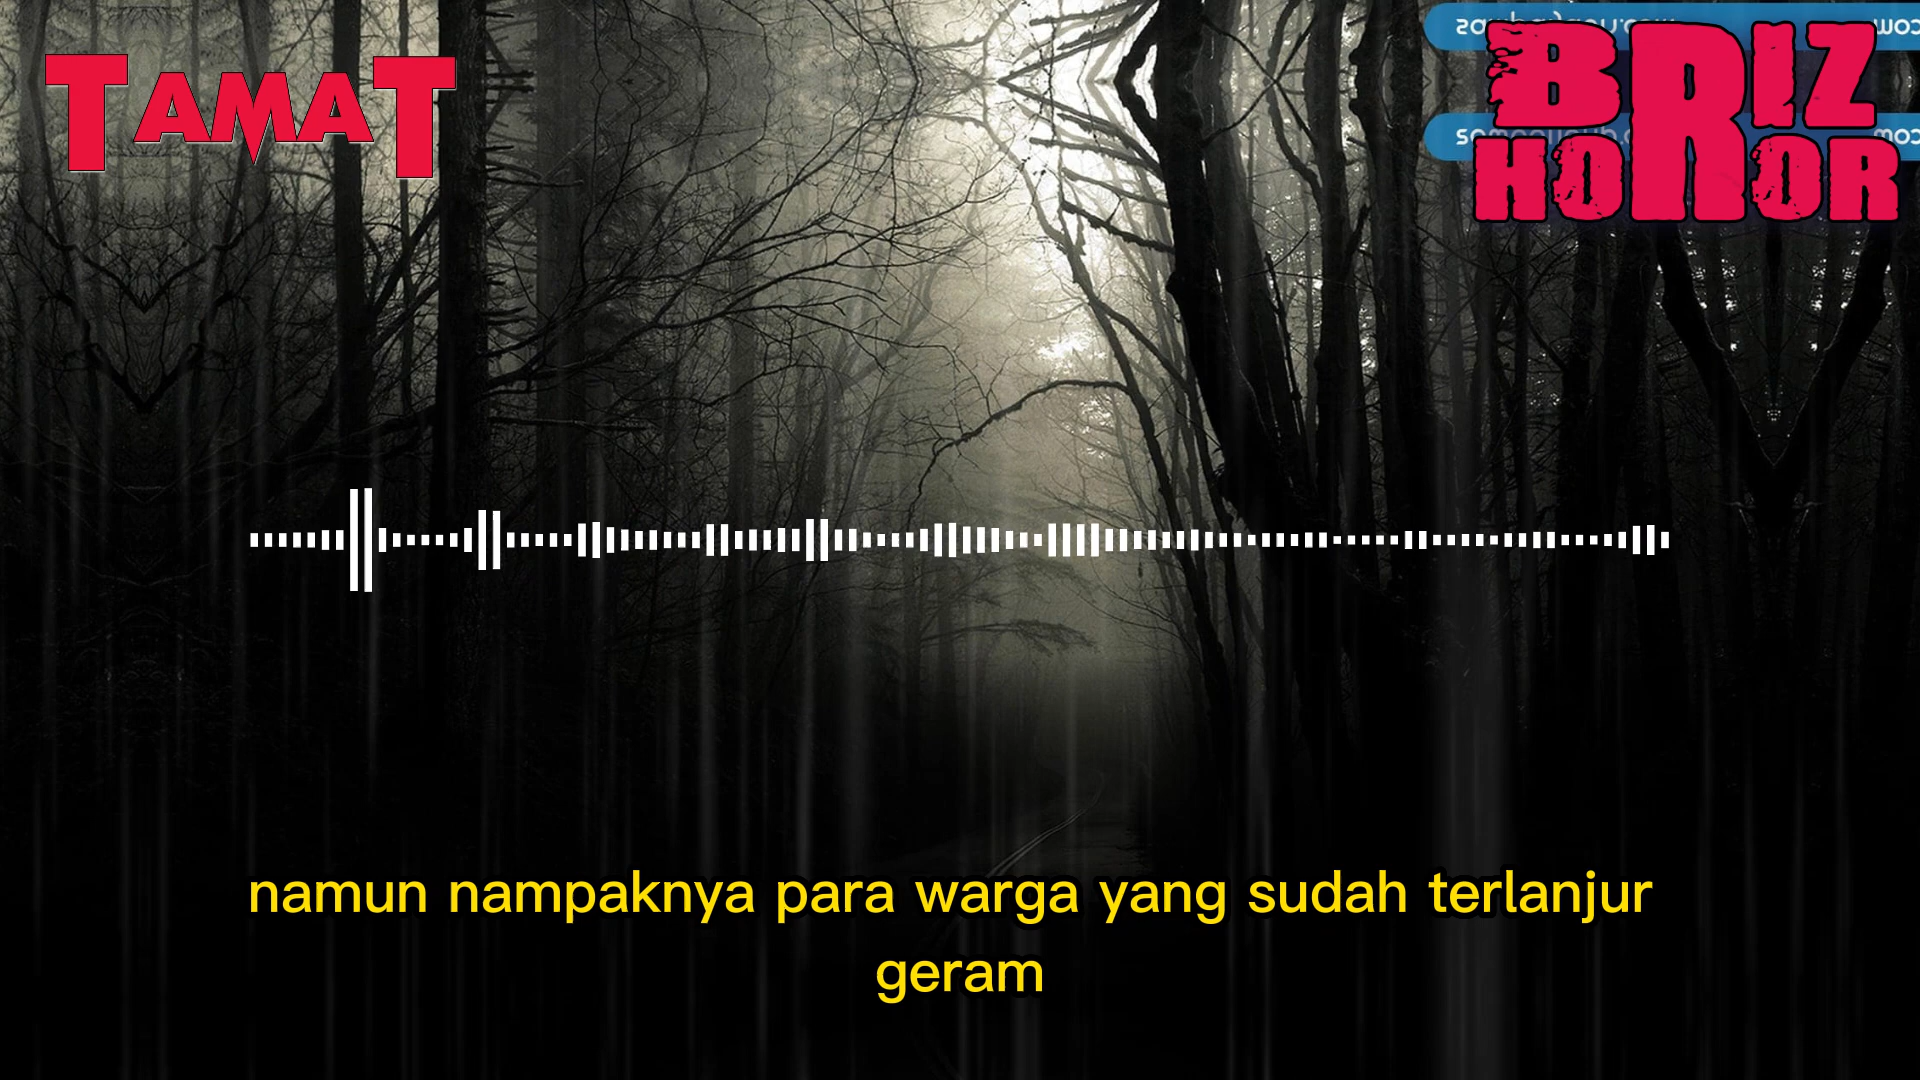 TAMAT
BRIZ
HOROR
namun nampaknya para warga yang sudah terlanjur
geram